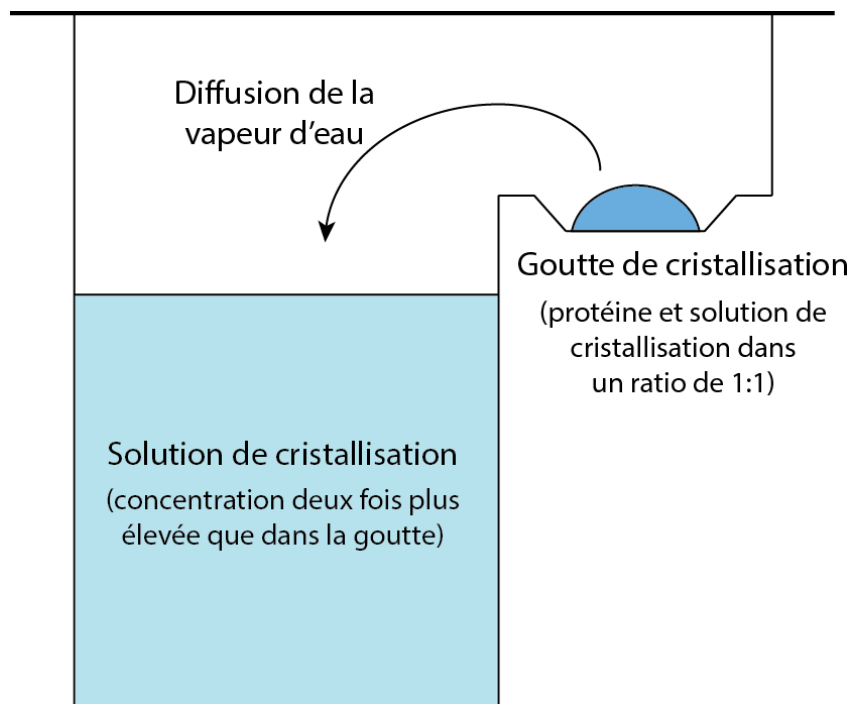 Diffusion de la
vapeur d'eau
Goutte de cristallisation
(protéine et solution de
cristallisation dans
un ratio de 1:1)
Solution de cristallisation
(concentration deux fois plus
élevée que dans la goutte)